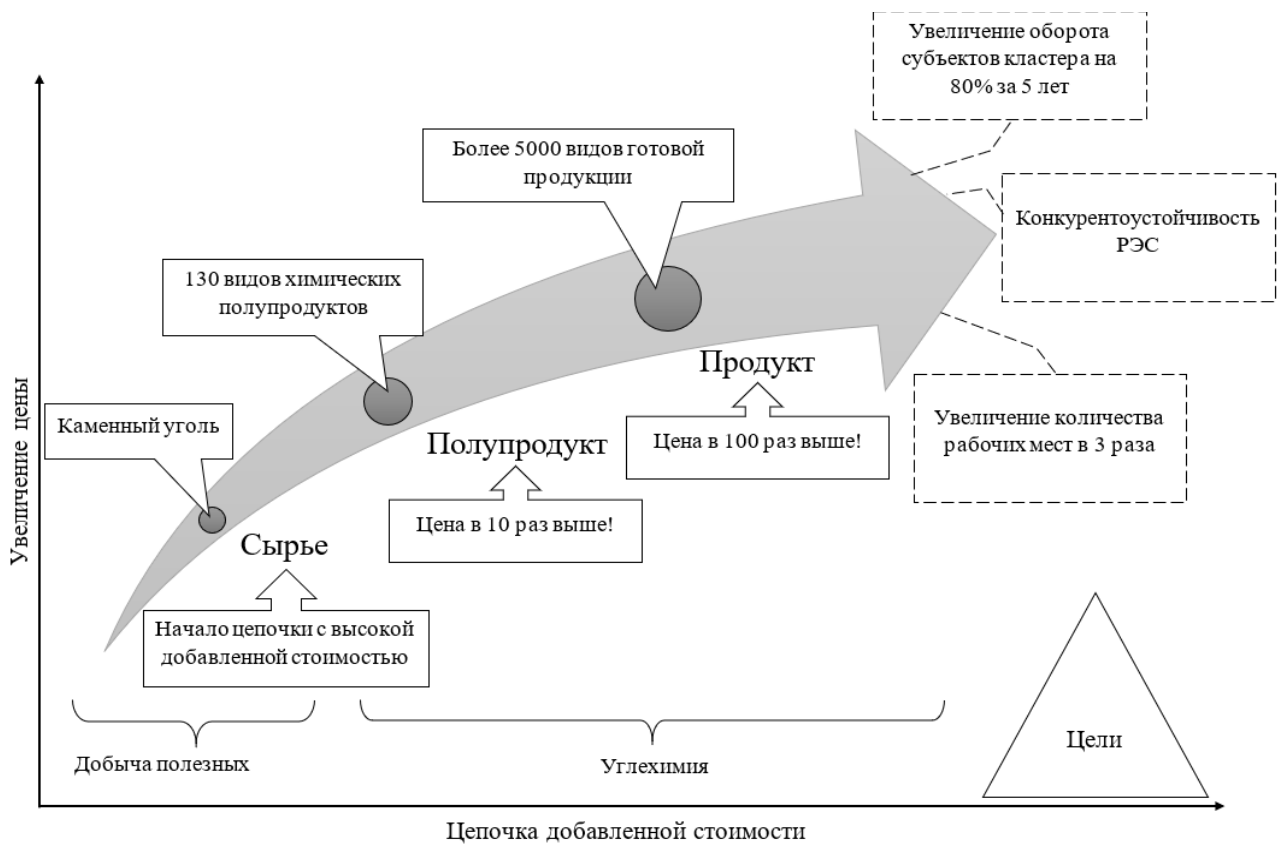 Увеличение оборота
субъектов кластера на
80% за 5 лет
Более 5000 видов готовой
продукции
Конкурентоустойчивость
РЭС
130 видов химических
полупродуктов
Продукт
Каменный уголь
Увеличение количества
рабочих мест в 3 раза
Цена в 100 раз выше!
Полупродукт
Цена в 10 раз выше!
Сырье
Увеличение цены
Начало цепочки с высокой
добавленной стоимостью
Добыча полезных
Углехимия
Цели
Цепочка добавленной стоимости